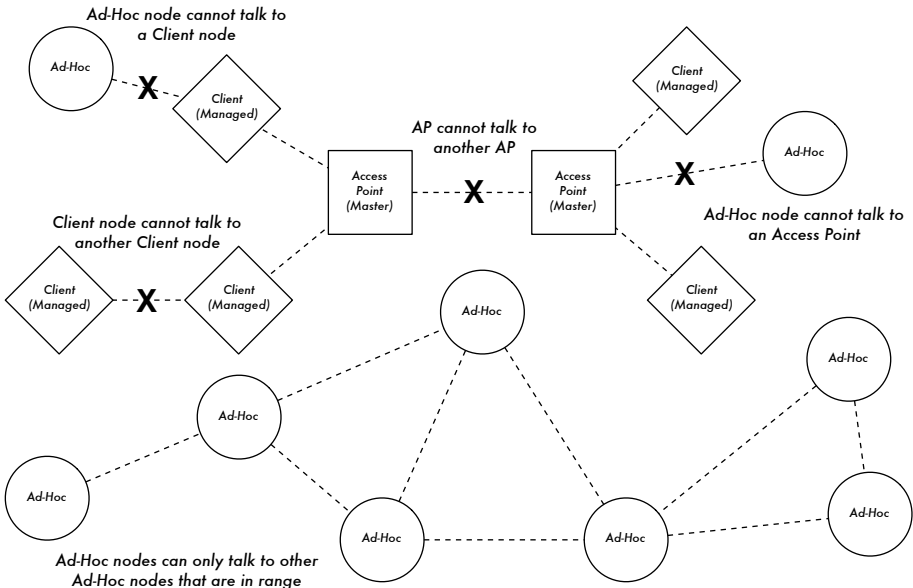 Ad-Hoc node cannot talk to
a Client node
Ad-Hoc
Client
(Managed)
Client
(Managed)
AP cannot talk to
another AP
Ad-Hoc
Access
Point
(Master)
Access
Point
(Master)
Ad-Hoc node cannot talk to
an Access Point
Client node cannot talk to
another Client node
Client
(Managed)
Client
(Managed)
Client
(Managed)
Ad-Hoc
Ad-Hoc
Ad-Hoc
Ad-Hoc
Ad-Hoc
Ad-Hoc
Ad-Hoc
Ad-Hoc nodes can only talk to other
Ad-Hoc nodes that are in range
X
X
X
X